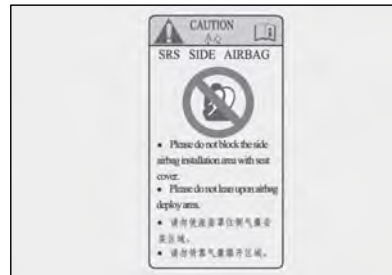 CAUTION
小心
SRS SIDE AIRBAG
• Please do not block the side
airbag installation area with seat
cover.
• Please do not lean upon airbag
deploy area.
• 请勿使座套罩住侧气囊安
装区域。
• 请勿倚靠气囊展开区域。